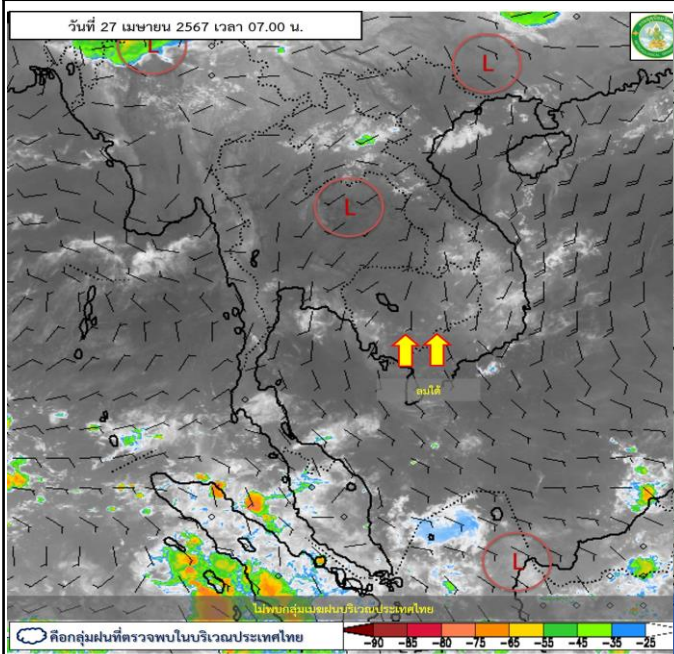 วันที่ 27 เมษายน 2567 เวลา 07.00 น.
L
L
L
ลมใต้
L
ไม่พบกลุ่มเมฆฝนบริเวณประเทศไทย
คือกลุ่มฝนที่ตรวจพบในบริเวณประเทศไทย
-90 -85 -80 -75 -65 -55 -45 -35 -25